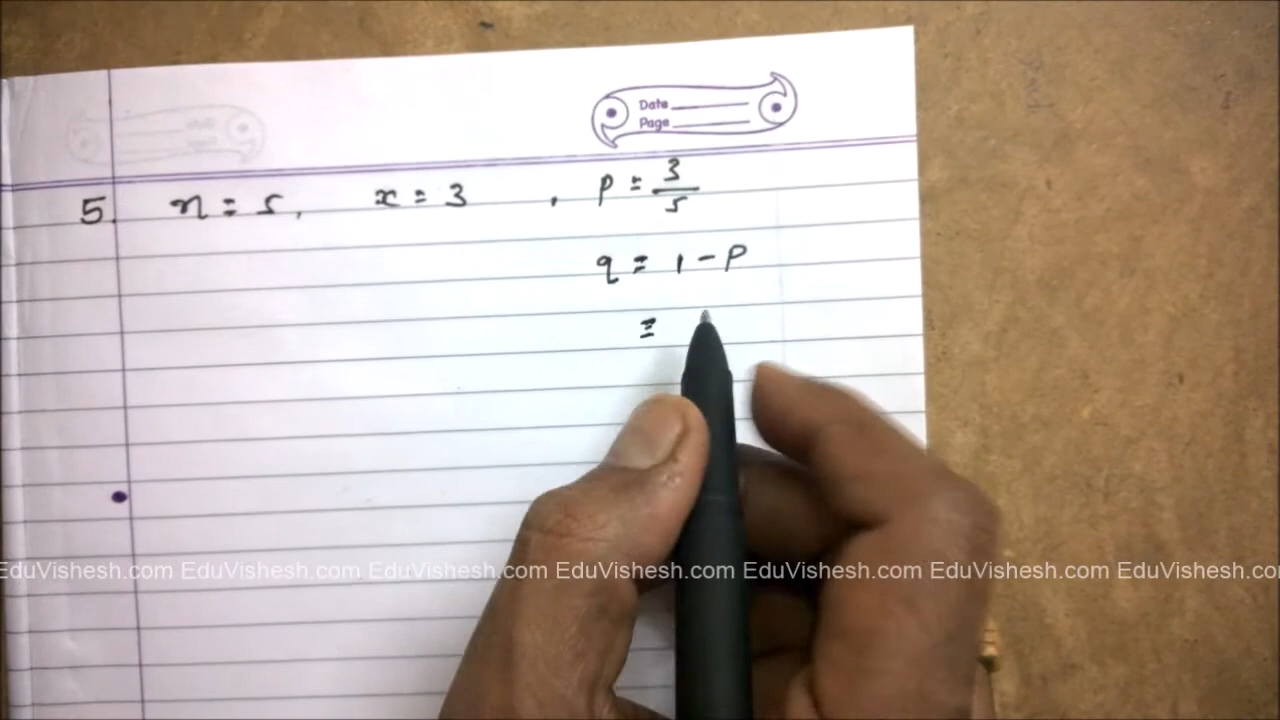 Date
Page
5. n = 5, x = 3 , p = 3/5
q = 1 - p
=
EduVishesh.com EduVishesh.com EduVishesh.com EduVishesh.com EduVishesh.com EduVishesh.com EduVishesh.com